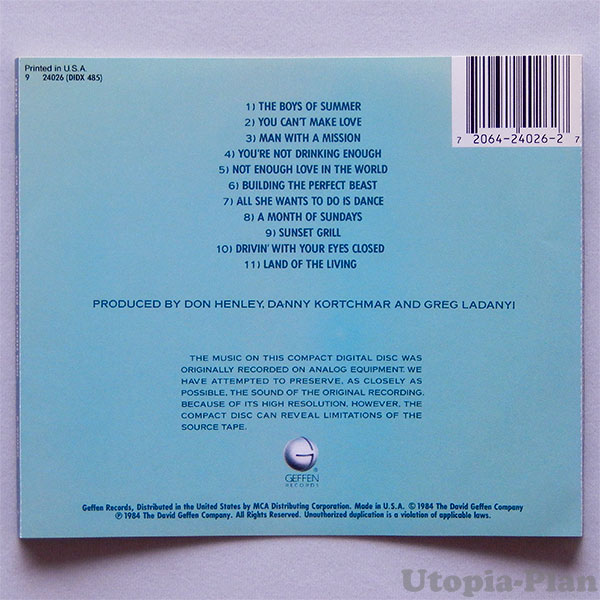 Printed in U.S.A.
9 24026 (DIDX 485)
7 2064-24026-2 7
1) THE BOYS OF SUMMER
2) YOU CAN'T MAKE LOVE
3) MAN WITH A MISSION
4) YOU'RE NOT DRINKING ENOUGH
5) NOT ENOUGH LOVE IN THE WORLD
6) BUILDING THE PERFECT BEAST
7) ALL SHE WANTS TO DO IS DANCE
8) A MONTH OF SUNDAYS
9) SUNSET GRILL
10) DRIVIN' WITH YOUR EYES CLOSED
11) LAND OF THE LIVING
PRODUCED BY DON HENLEY, DANNY KORTCHMAR AND GREG LADANYI
THE MUSIC ON THIS COMPACT DIGITAL DISC WAS
ORIGINALLY RECORDED ON ANALOG EQUIPMENT. WE
HAVE ATTEMPTED TO PRESERVE, AS CLOSELY AS
POSSIBLE, THE SOUND OF THE ORIGINAL RECORDING.
BECAUSE OF ITS HIGH RESOLUTION, HOWEVER, THE
COMPACT DISC CAN REVEAL LIMITATIONS OF THE
SOURCE TAPE.
G
GEFFEN
RECORDS
®
Geffen Records, Distributed in the United States by MCA Distributing Corporation. Made in U.S.A. © 1984 The David Geffen Company
℗ 1984 The David Geffen Company. All Rights Reserved. Unauthorized duplication is a violation of applicable laws.
Utopia-Plan